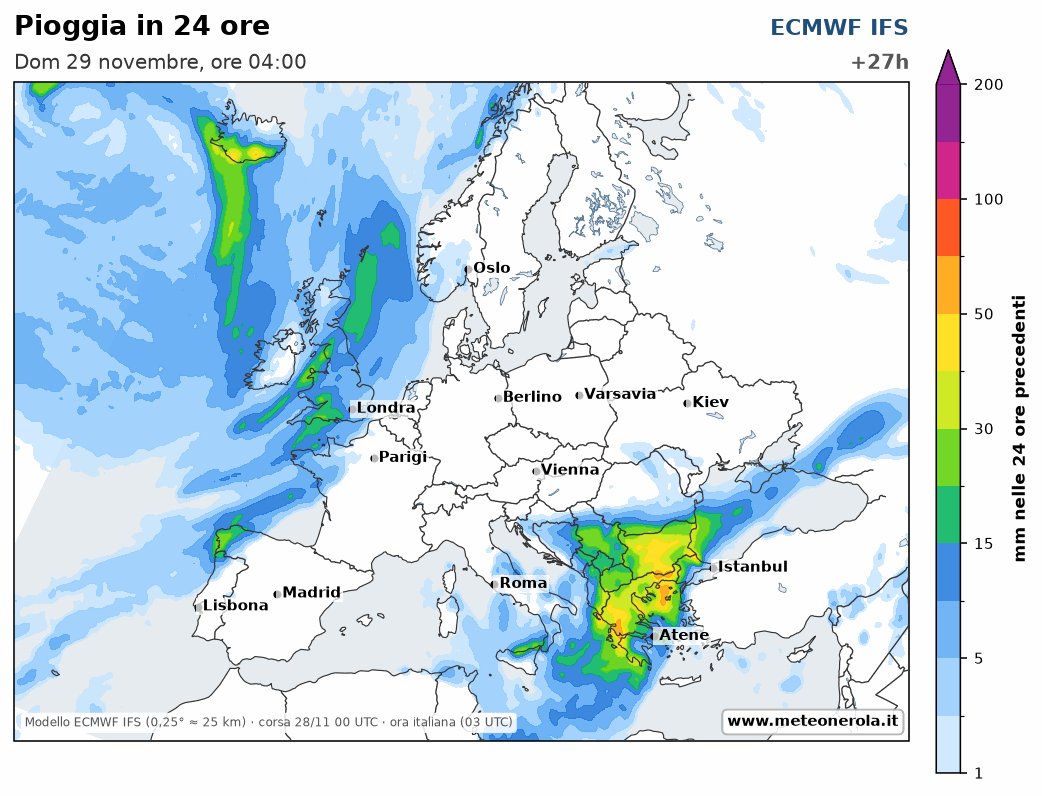 Pioggia in 24 ore
ECMWF IFS
Dom 29 novembre, ore 04:00
+27h
200
100
50
30
15
5
1
mm nelle 24 ore precedenti
Oslo
Londra
Berlino
Varsavia
Kiev
Parigi
Vienna
Istanbul
Roma
Madrid
Lisbona
Atene
Modello ECMWF IFS (0,25° ≈ 25 km) · corsa 28/11 00 UTC · ora italiana (03 UTC)
www.meteonerola.it